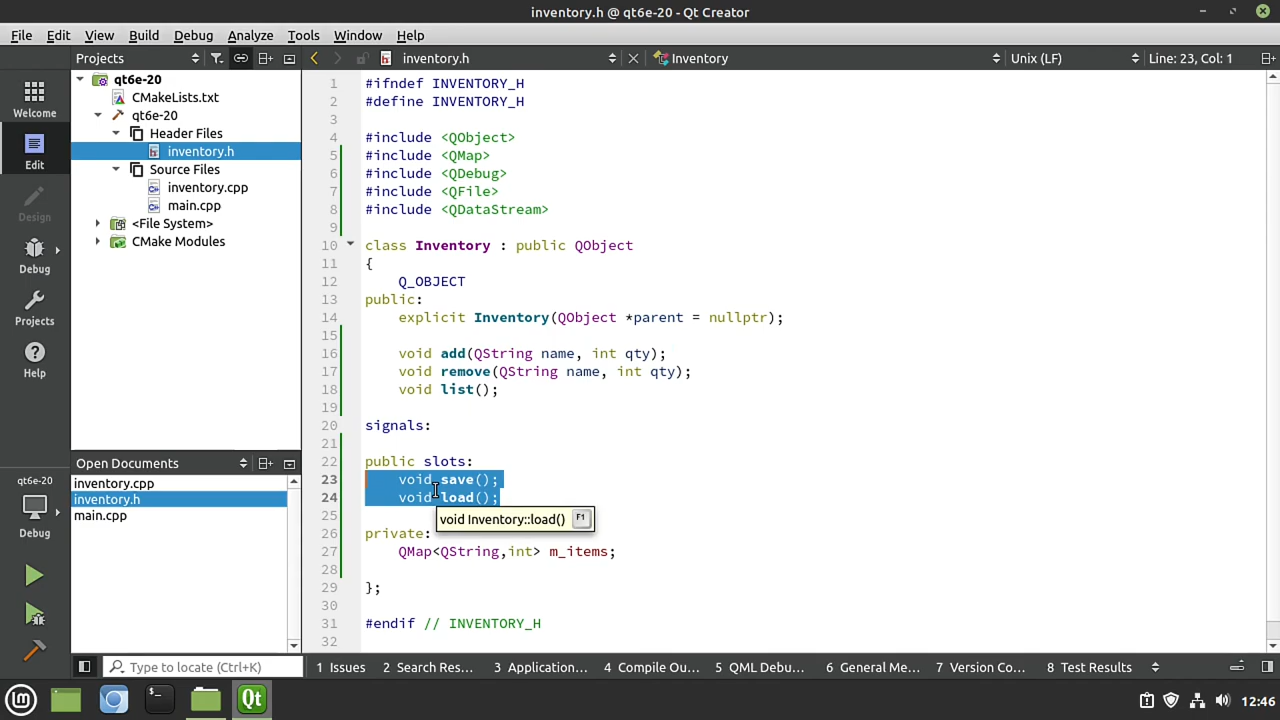 inventory.h @ qt6e-20 - Qt Creator
File Edit View Build Debug Analyze Tools Window Help
Projects
inventory.h
Inventory
Unix (LF)
Line: 23, Col: 1
Welcome
Edit
Design
Debug
Projects
Help
qt6e-20
Debug
qt6e-20
CMakeLists.txt
qt6e-20
Header Files
inventory.h
Source Files
inventory.cpp
main.cpp
<File System>
CMake Modules
Open Documents
inventory.cpp
inventory.h
main.cpp
1 #ifndef INVENTORY_H
2 #define INVENTORY_H
3
4 #include <QObject>
5 #include <QMap>
6 #include <QDebug>
7 #include <QFile>
8 #include <QDataStream>
9
10 class Inventory : public QObject
11 {
12 Q_OBJECT
13 public:
14 explicit Inventory(QObject *parent = nullptr);
15
16 void add(QString name, int qty);
17 void remove(QString name, int qty);
18 void list();
19
20 signals:
21
22 public slots:
23 void save();
24 void load();
25
void Inventory::load() F1
26 private:
27 QMap<QString,int> m_items;
28
29 };
30
31 #endif // INVENTORY_H
32
Type to locate (Ctrl+K)
1 Issues 2 Search Res... 3 Application... 4 Compile Ou... 5 QML Debu... 6 General Me... 7 Version Co... 8 Test Results
Qt
12:46